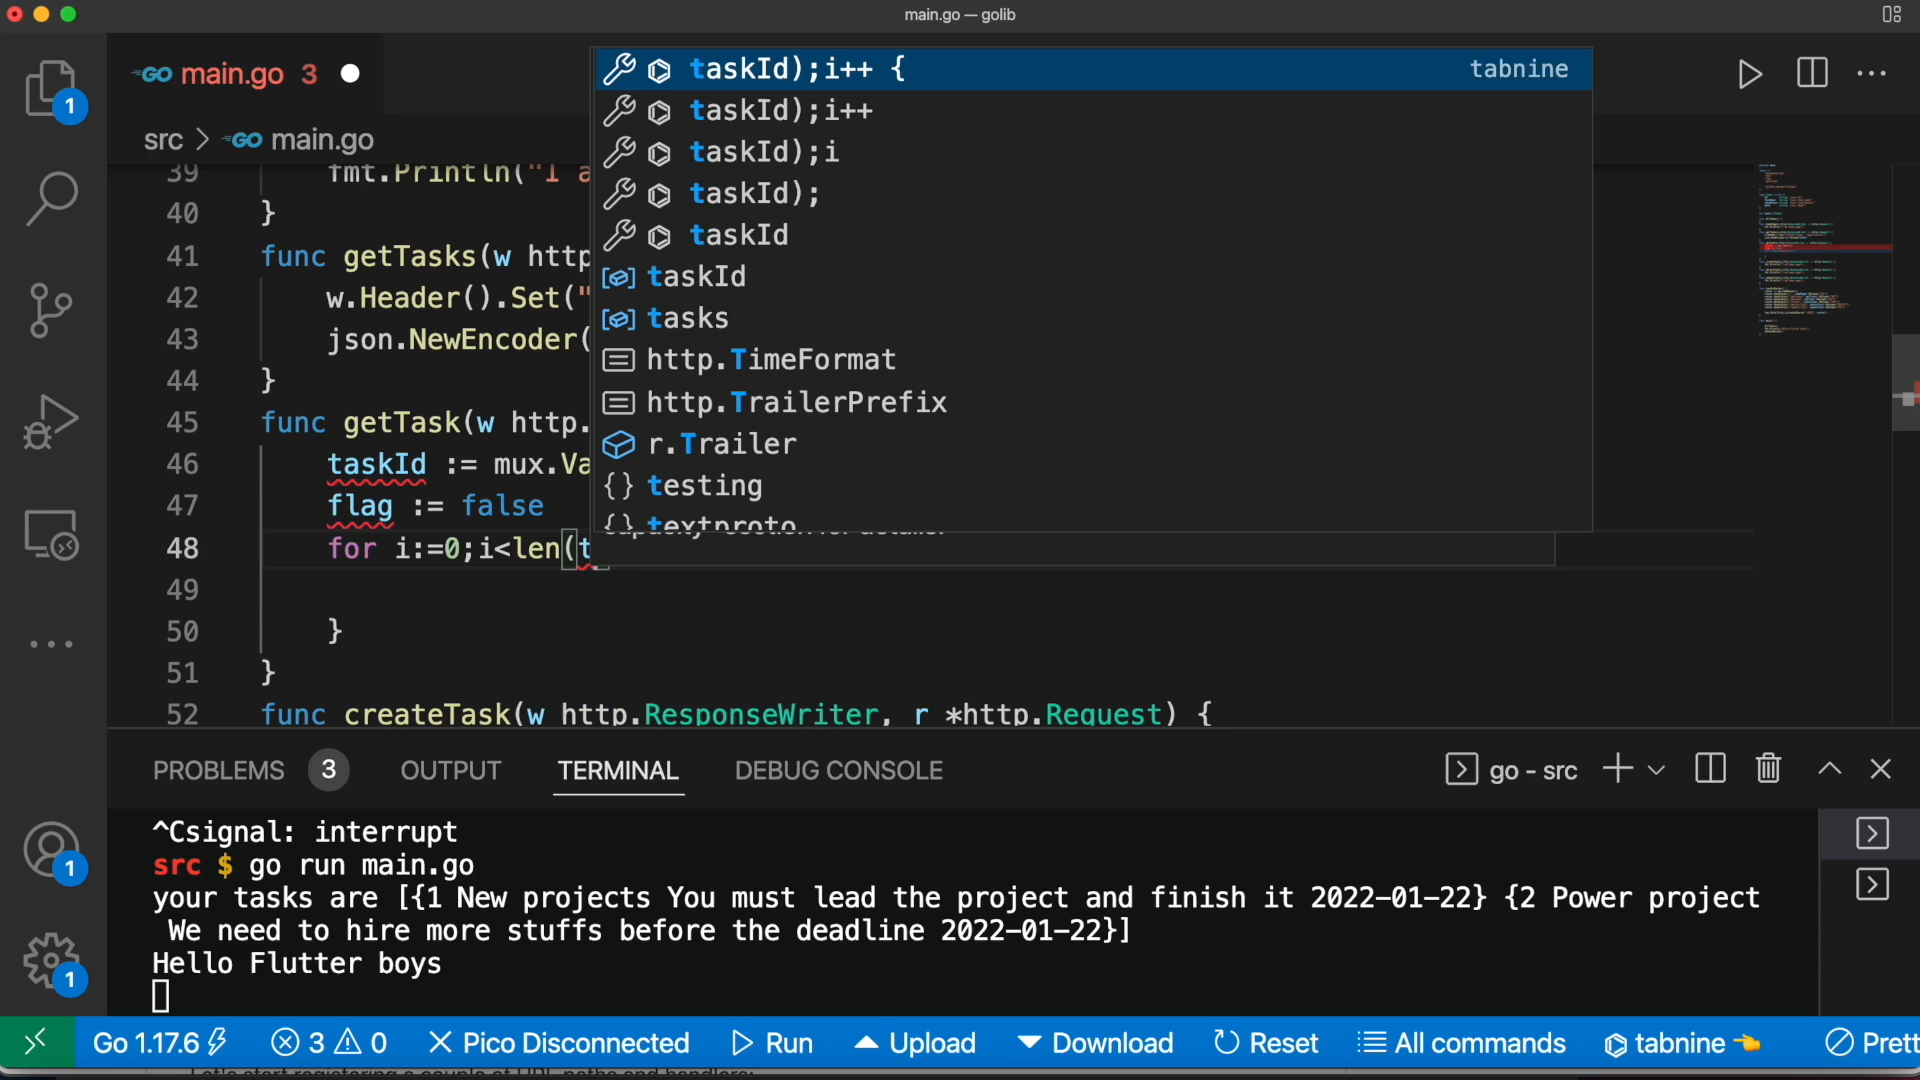 main.go — golib
GO main.go 3
taskId);i++ { tabnine
taskId);i++
taskId);i
taskId);
taskId
taskId
tasks
http.TimeFormat
http.TrailerPrefix
r.Trailer
testing
textproto
1
src > GO main.go
39 fmt.Println("I a
40 }
41 func getTasks(w http
42 w.Header().Set("
43 json.NewEncoder(
44 }
45 func getTask(w http.
46 taskId := mux.Va
47 flag := false
48 for i:=0;i<len(t
49
50 }
51 }
52 func createTask(w http.ResponseWriter, r *http.Request) {
PROBLEMS 3 OUTPUT TERMINAL DEBUG CONSOLE go - src
^Csignal: interrupt
src $ go run main.go
your tasks are [{1 New projects You must lead the project and finish it 2022-01-22} {2 Power project
We need to hire more stuffs before the deadline 2022-01-22}]
Hello Flutter boys
1
1
Go 1.17.6 3 0 Pico Disconnected Run Upload Download Reset All commands tabnine Prett